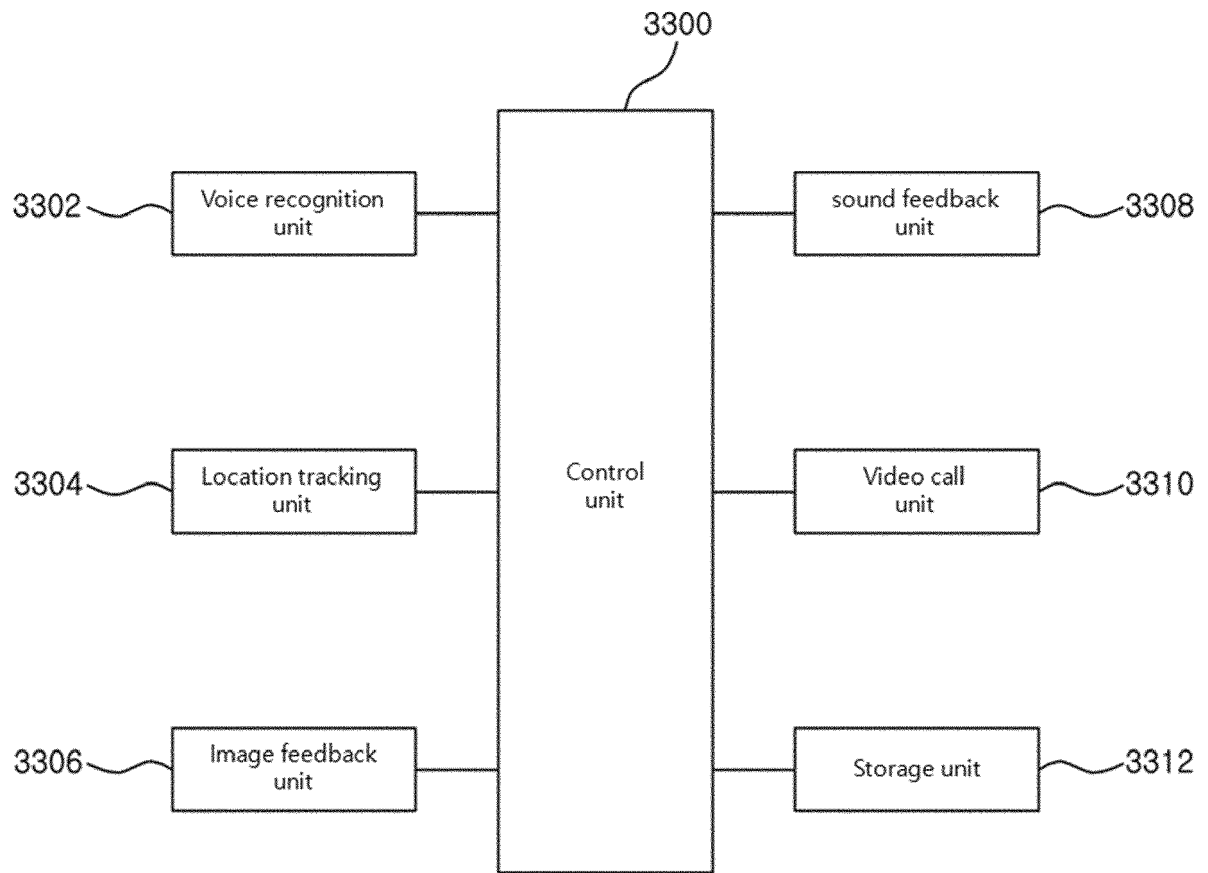 3300
3302
Voice recognition
unit
sound feedback
unit
3308
3304
Location tracking
unit
Control
unit
Video call
unit
3310
3306
Image feedback
unit
Storage unit
3312